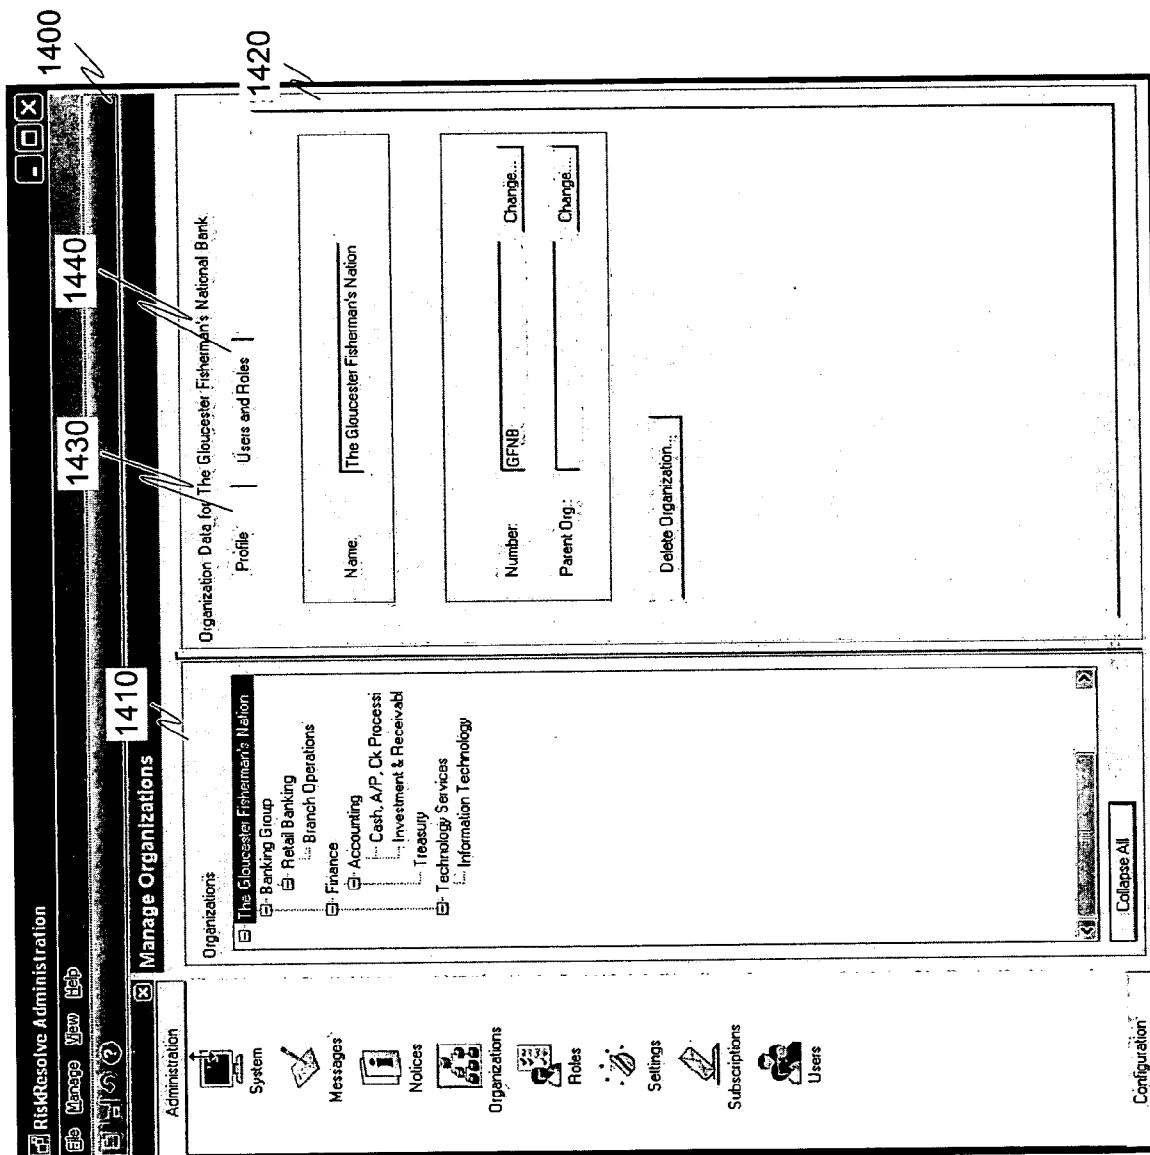 1400
RiskResolve Administration
File Manage View Help
Manage Organizations
Administration
System
Messages
Notices
Organizations
Roles
Settings
Subscriptions
Users
Configuration
1410
Organizations
The Gloucester Fisherman's Nation
Banking Group
Retail Banking
Branch Operations
Finance
Accounting
Cash, A/P, Ck Processi
Investment & Receivabl
Treasury
Technology Services
Information Technology
Collapse All
1430
1440
1420
Organization Data for The Gloucester Fisherman's National Bank
Profile
Users and Roles
Name:
The Gloucester Fisherman's Nation
Number:
GFNB
Change...
Parent Org.:
Change...
Delete Organization...